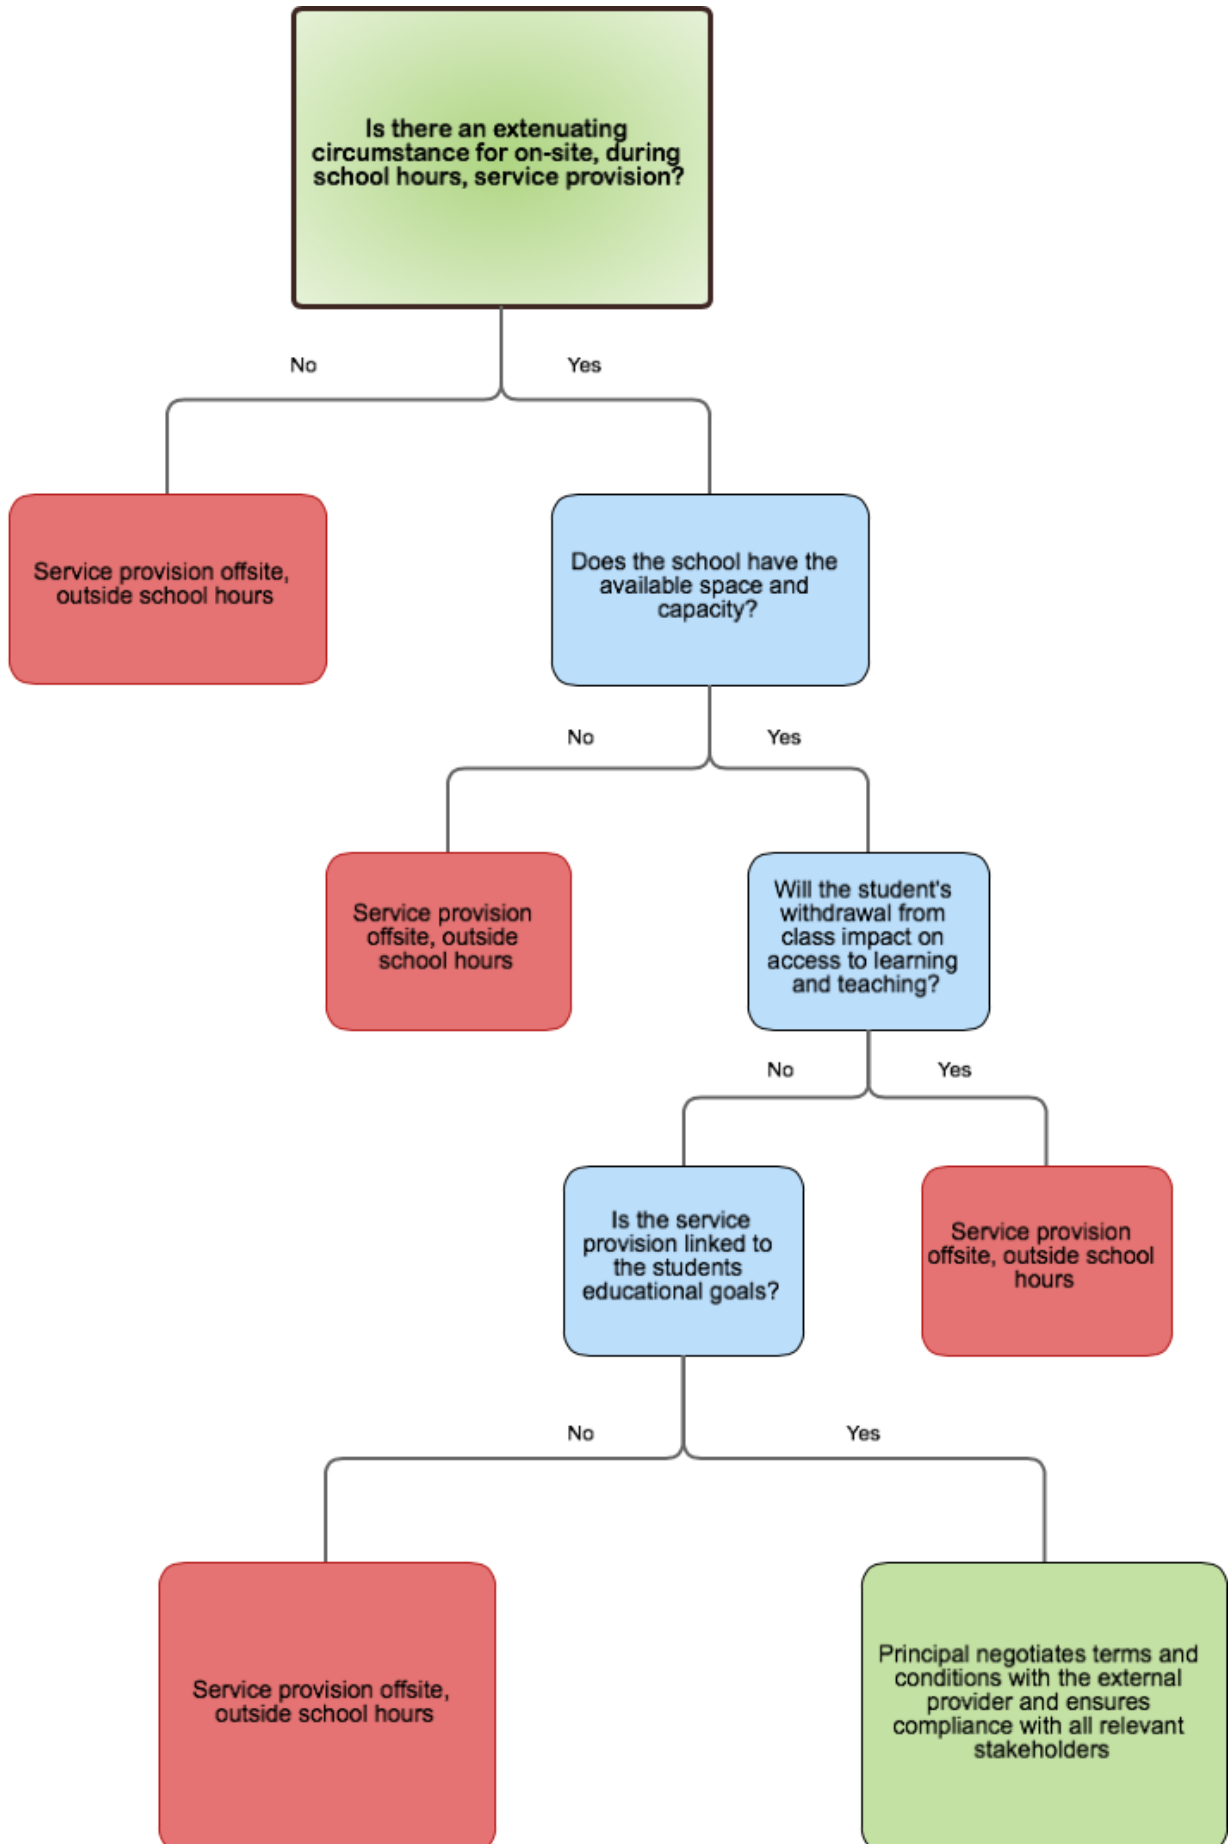 Is there an extenuating
circumstance for on-site, during
school hours, service provision?
No
Yes
Service provision offsite,
outside school hours
Does the school have the
available space and
capacity?
No
Yes
Service provision
offsite, outside
school hours
Will the student's
withdrawal from
class impact on
access to learning
and teaching?
No
Yes
Is the service
provision linked to
the students
educational goals?
Service provision
offsite, outside school
hours
No
Yes
Service provision offsite,
outside school hours
Principal negotiates terms and
conditions with the external
provider and ensures
compliance with all relevant
stakeholders